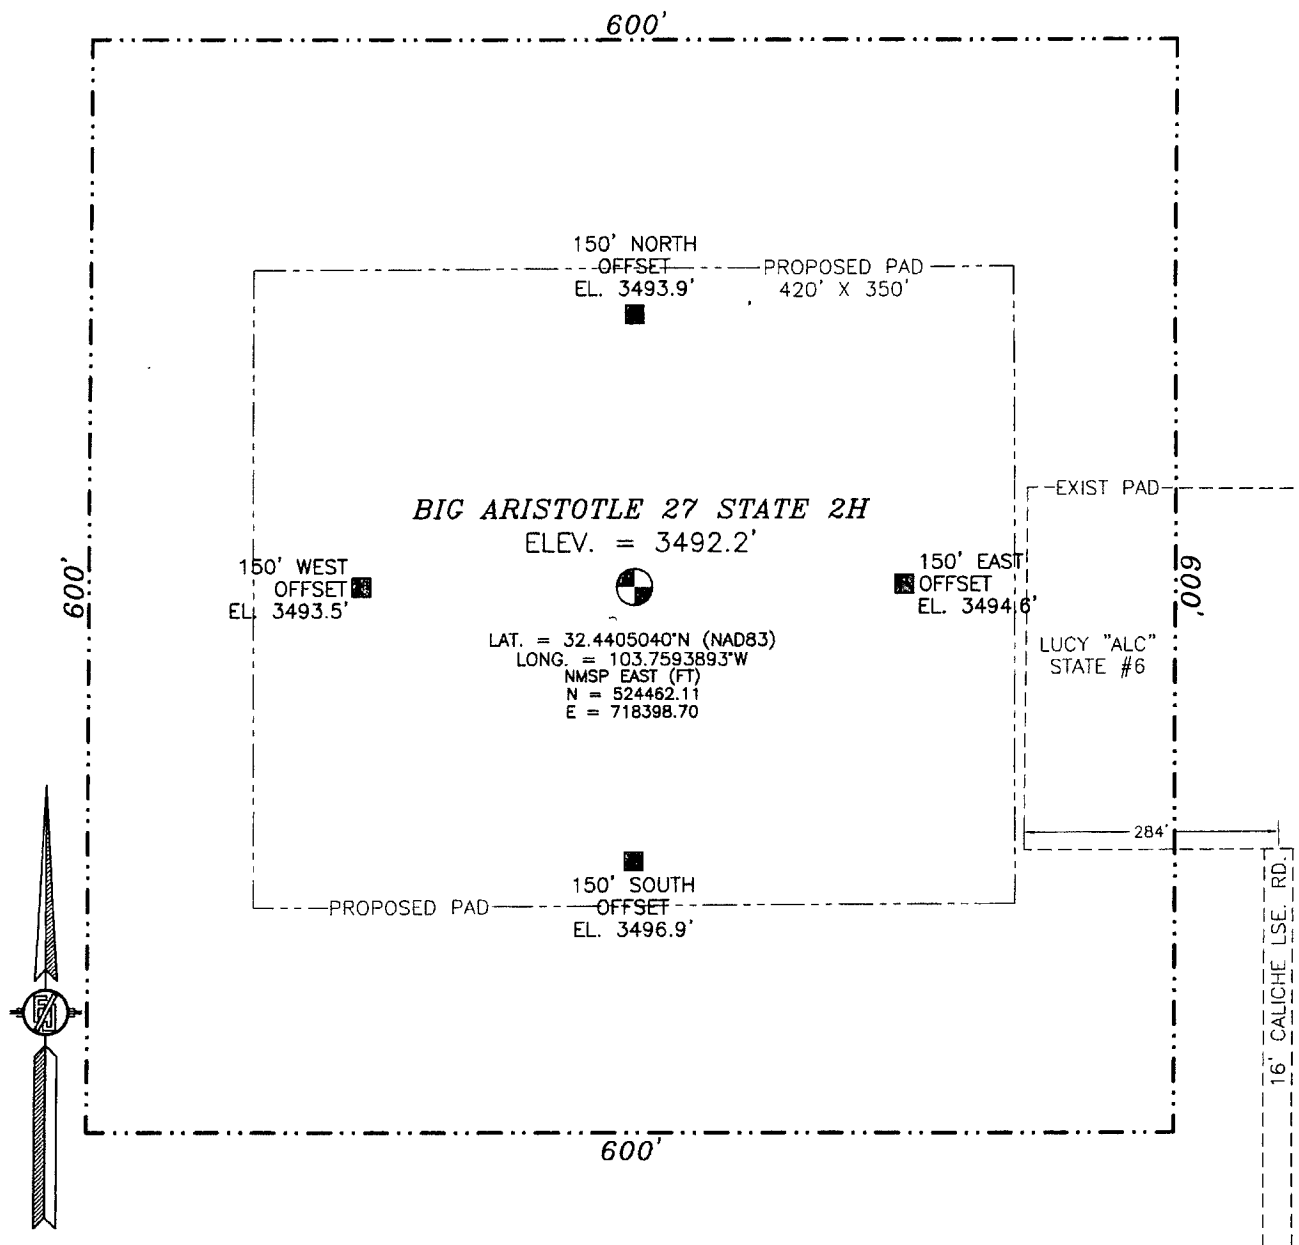 600'
150' NORTH
OFFSET
EL. 3493.9'
PROPOSED PAD
420' X 350'
BIG ARISTOTLE 27 STATE 2H
ELEV. = 3492.2'
EXIST PAD
150' WEST
OFFSET
EL. 3493.5'
150' EAST
OFFSET
EL. 3494.6'
600'
600'
LAT. = 32.4405040°N (NAD83)
LONG. = 103.7593893°W
NMSP EAST (FT)
N = 524462.11
E = 718398.70
LUCY "ALC"
STATE #6
284'
150' SOUTH
OFFSET
EL. 3496.9'
PROPOSED PAD
16' CALICHE LSE. RD.
600'